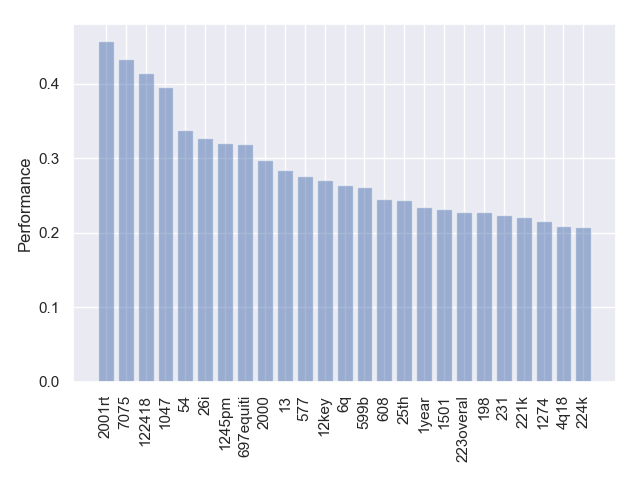 Performance
0.4
0.3
0.2
0.1
0.0
2001rt
7075
122418
1047
54
26i
1245pm
697equiti
2000
13
577
12key
6q
599b
608
25th
1year
1501
223overal
198
231
221k
1274
4q18
224k